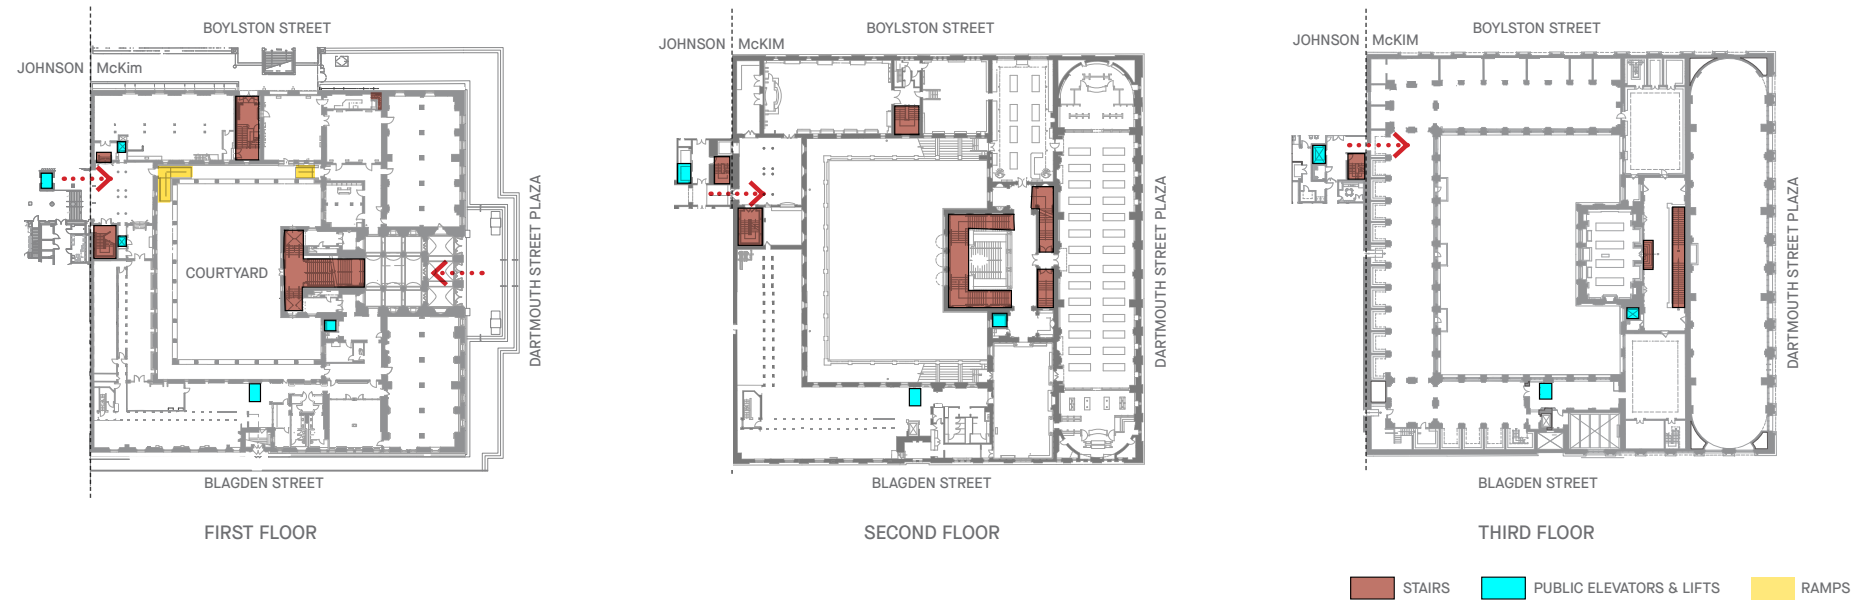 BOYLSTON STREET
JOHNSON McKim
COURTYARD
DARTMOUTH STREET PLAZA
BLAGDEN STREET
FIRST FLOOR
BOYLSTON STREET
JOHNSON McKIM
DARTMOUTH STREET PLAZA
BLAGDEN STREET
SECOND FLOOR
BOYLSTON STREET
JOHNSON McKIM
DARTMOUTH STREET PLAZA
BLAGDEN STREET
THIRD FLOOR
STAIRS
PUBLIC ELEVATORS & LIFTS
RAMPS